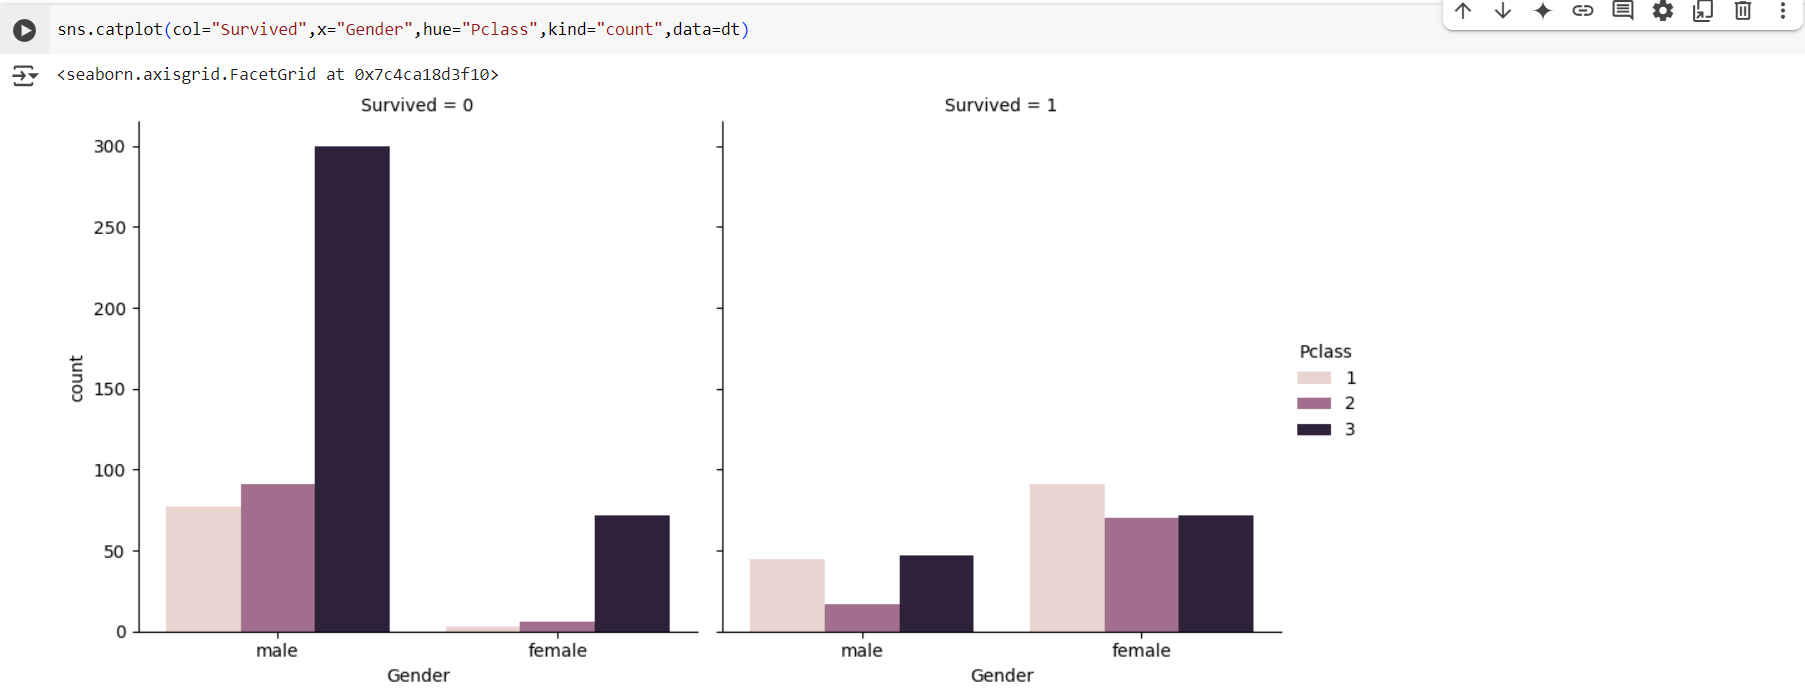 sns.catplot(col="Survived",x="Gender",hue="Pclass",kind="count",data=dt)
<seaborn.axisgrid.FacetGrid at 0x7c4ca18d3f10>
Survived = 0
Survived = 1
300
250
200
150
100
50
0
count
male
female
Gender
male
female
Gender
Pclass
1
2
3